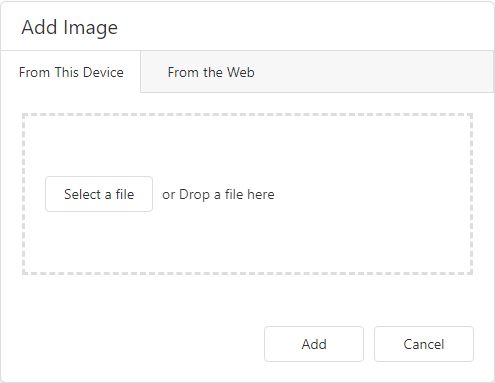 Add Image
From This Device From the Web
Select a file or Drop a file here
Add Cancel